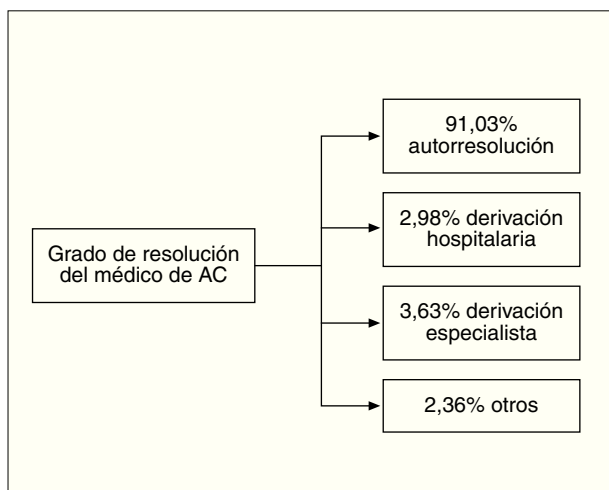 Grado de resolución
del médico de AC
91,03%
autorresolución
2,98% derivación
hospitalaria
3,63% derivación
especialista
2,36% otros